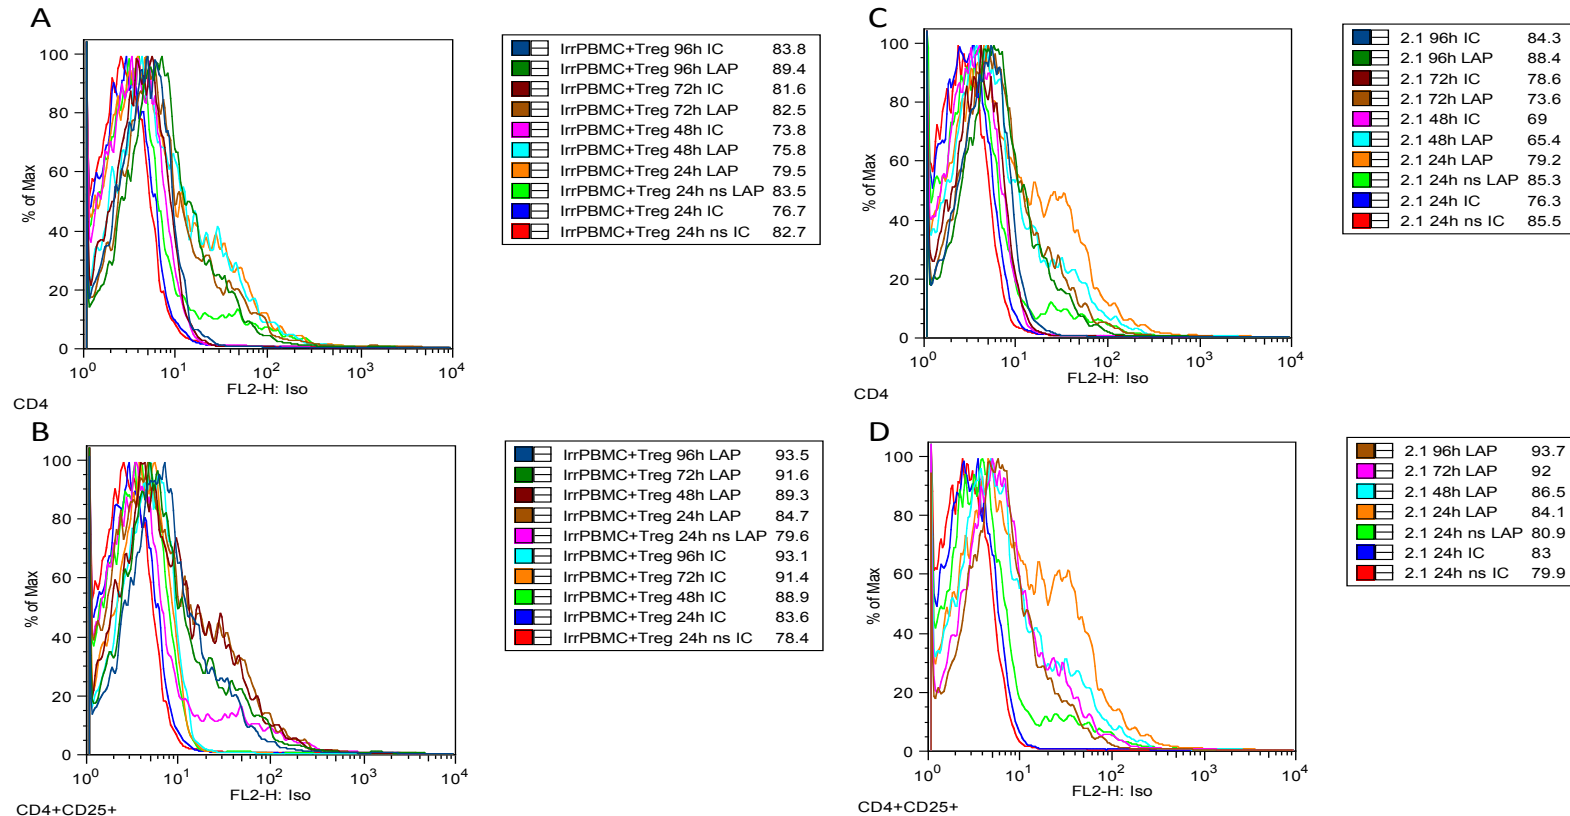 A
% of Max
100
80
60
40
20
0
10^0 10^1 10^2 10^3 10^4
FL2-H: Iso
CD4
IrrPBMC+Treg 96h IC 83.8
IrrPBMC+Treg 96h LAP 89.4
IrrPBMC+Treg 72h IC 81.6
IrrPBMC+Treg 72h LAP 82.5
IrrPBMC+Treg 48h IC 73.8
IrrPBMC+Treg 48h LAP 75.8
IrrPBMC+Treg 24h LAP 79.5
IrrPBMC+Treg 24h ns LAP 83.5
IrrPBMC+Treg 24h IC 76.7
IrrPBMC+Treg 24h ns IC 82.7
B
% of Max
100
80
60
40
20
0
10^0 10^1 10^2 10^3 10^4
FL2-H: Iso
CD4+CD25+
IrrPBMC+Treg 96h LAP 93.5
IrrPBMC+Treg 72h LAP 91.6
IrrPBMC+Treg 48h LAP 89.3
IrrPBMC+Treg 24h LAP 84.7
IrrPBMC+Treg 24h ns LAP 79.6
IrrPBMC+Treg 96h IC 93.1
IrrPBMC+Treg 72h IC 91.4
IrrPBMC+Treg 48h IC 88.9
IrrPBMC+Treg 24h IC 83.6
IrrPBMC+Treg 24h ns IC 78.4
C
% of Max
100
80
60
40
20
0
10^0 10^1 10^2 10^3 10^4
FL2-H: Iso
CD4
2.1 96h IC 84.3
2.1 96h LAP 88.4
2.1 72h IC 78.6
2.1 72h LAP 73.6
2.1 48h IC 69
2.1 48h LAP 65.4
2.1 24h LAP 79.2
2.1 24h ns LAP 85.3
2.1 24h IC 76.3
2.1 24h ns IC 85.5
D
% of Max
100
80
60
40
20
0
10^0 10^1 10^2 10^3 10^4
FL2-H: Iso
CD4+CD25+
2.1 96h LAP 93.7
2.1 72h LAP 92
2.1 48h LAP 86.5
2.1 24h LAP 84.1
2.1 24h ns LAP 80.9
2.1 24h IC 83
2.1 24h ns IC 79.9